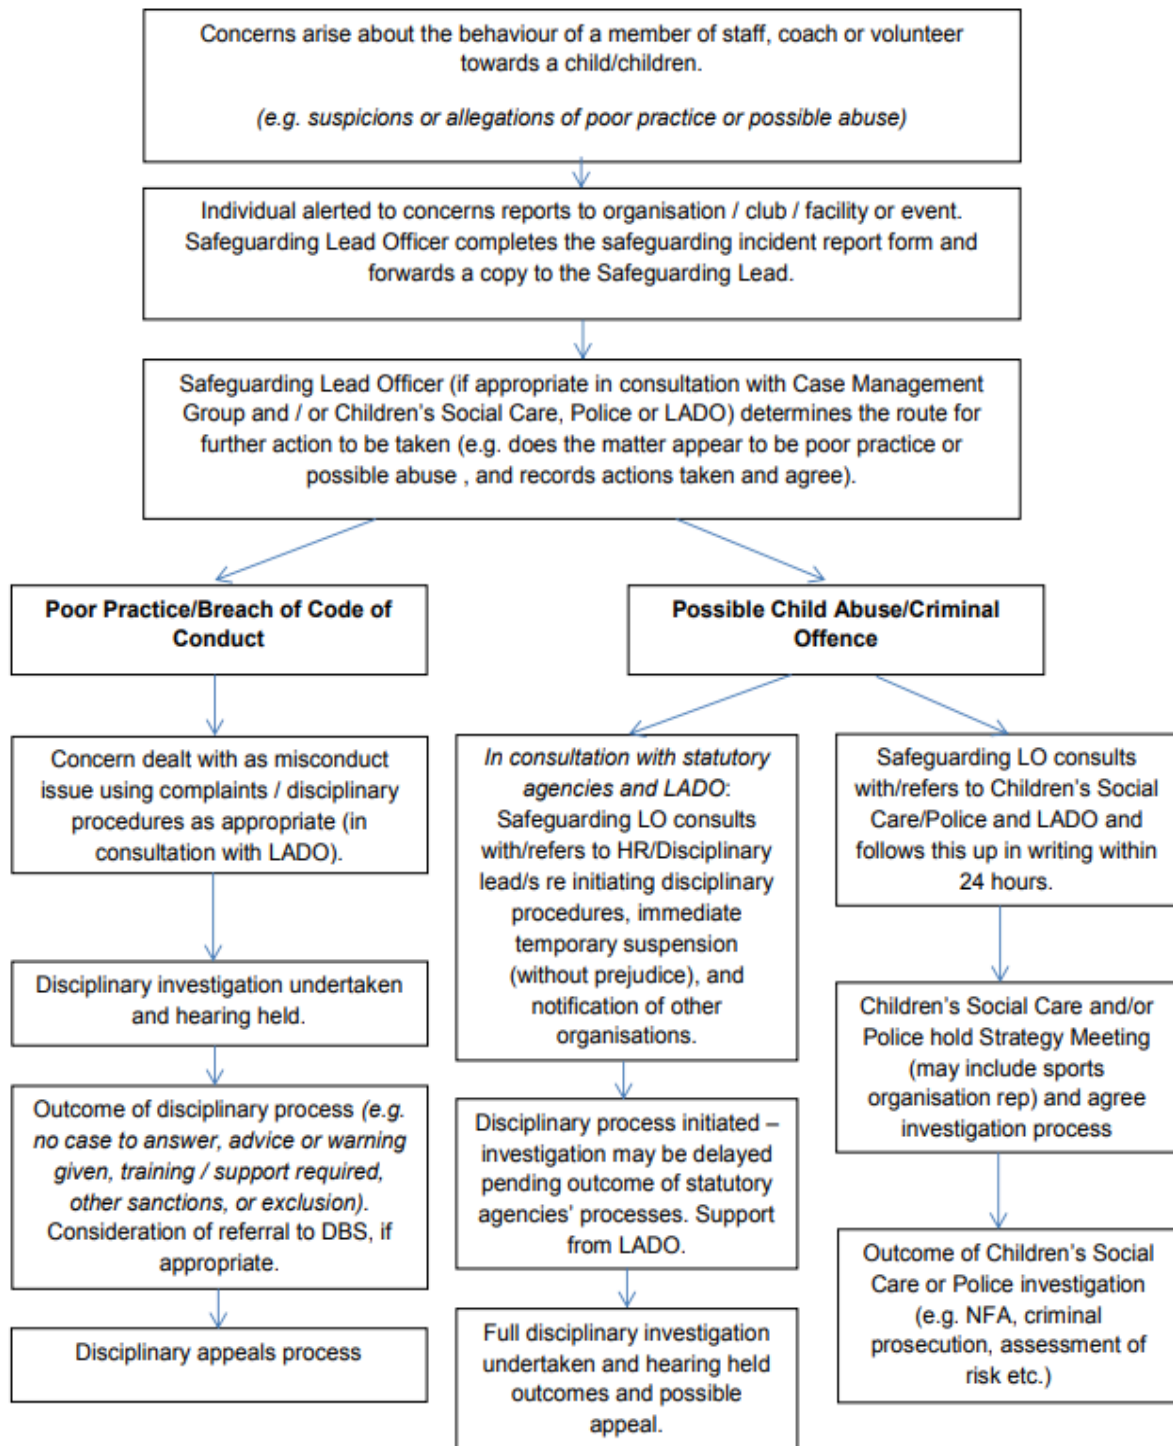 Concerns arise about the behaviour of a member of staff, coach or volunteer
towards a child/children.
(e.g. suspicions or allegations of poor practice or possible abuse)
Individual alerted to concerns reports to organisation / club / facility or event.
Safeguarding Lead Officer completes the safeguarding incident report form and
forwards a copy to the Safeguarding Lead.
Safeguarding Lead Officer (if appropriate in consultation with Case Management
Group and / or Children's Social Care, Police or LADO) determines the route for
further action to be taken (e.g. does the matter appear to be poor practice or
possible abuse , and records actions taken and agree).
Poor Practice/Breach of Code of
Conduct
Concern dealt with as misconduct
issue using complaints / disciplinary
procedures as appropriate (in
consultation with LADO).
Disciplinary investigation undertaken
and hearing held.
Outcome of disciplinary process (e.g.
no case to answer, advice or warning
given, training / support required,
other sanctions, or exclusion).
Consideration of referral to DBS, if
appropriate.
Disciplinary appeals process
Possible Child Abuse/Criminal
Offence
In consultation with statutory
agencies and LADO:
Safeguarding LO consults
with/refers to HR/Disciplinary
lead/s re initiating disciplinary
procedures, immediate
temporary suspension
(without prejudice), and
notification of other
organisations.
Disciplinary process initiated –
investigation may be delayed
pending outcome of statutory
agencies' processes. Support
from LADO.
Full disciplinary investigation
undertaken and hearing held
outcomes and possible
appeal.
Safeguarding LO consults
with/refers to Children's Social
Care/Police and LADO and
follows this up in writing within
24 hours.
Children's Social Care and/or
Police hold Strategy Meeting
(may include sports
organisation rep) and agree
investigation process
Outcome of Children's Social
Care or Police investigation
(e.g. NFA, criminal
prosecution, assessment of
risk etc.)